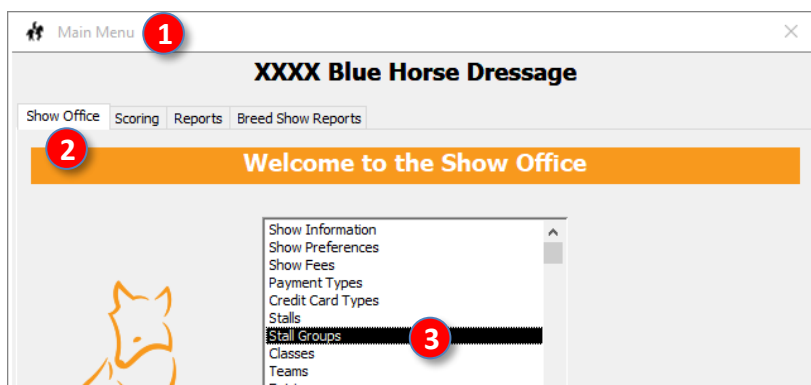 Main Menu 1
XXXX Blue Horse Dressage
Show Office Scoring Reports Breed Show Reports
2
Welcome to the Show Office
Show Information
Show Preferences
Show Fees
Payment Types
Credit Card Types
Stalls
Stall Groups 3
Classes
Teams